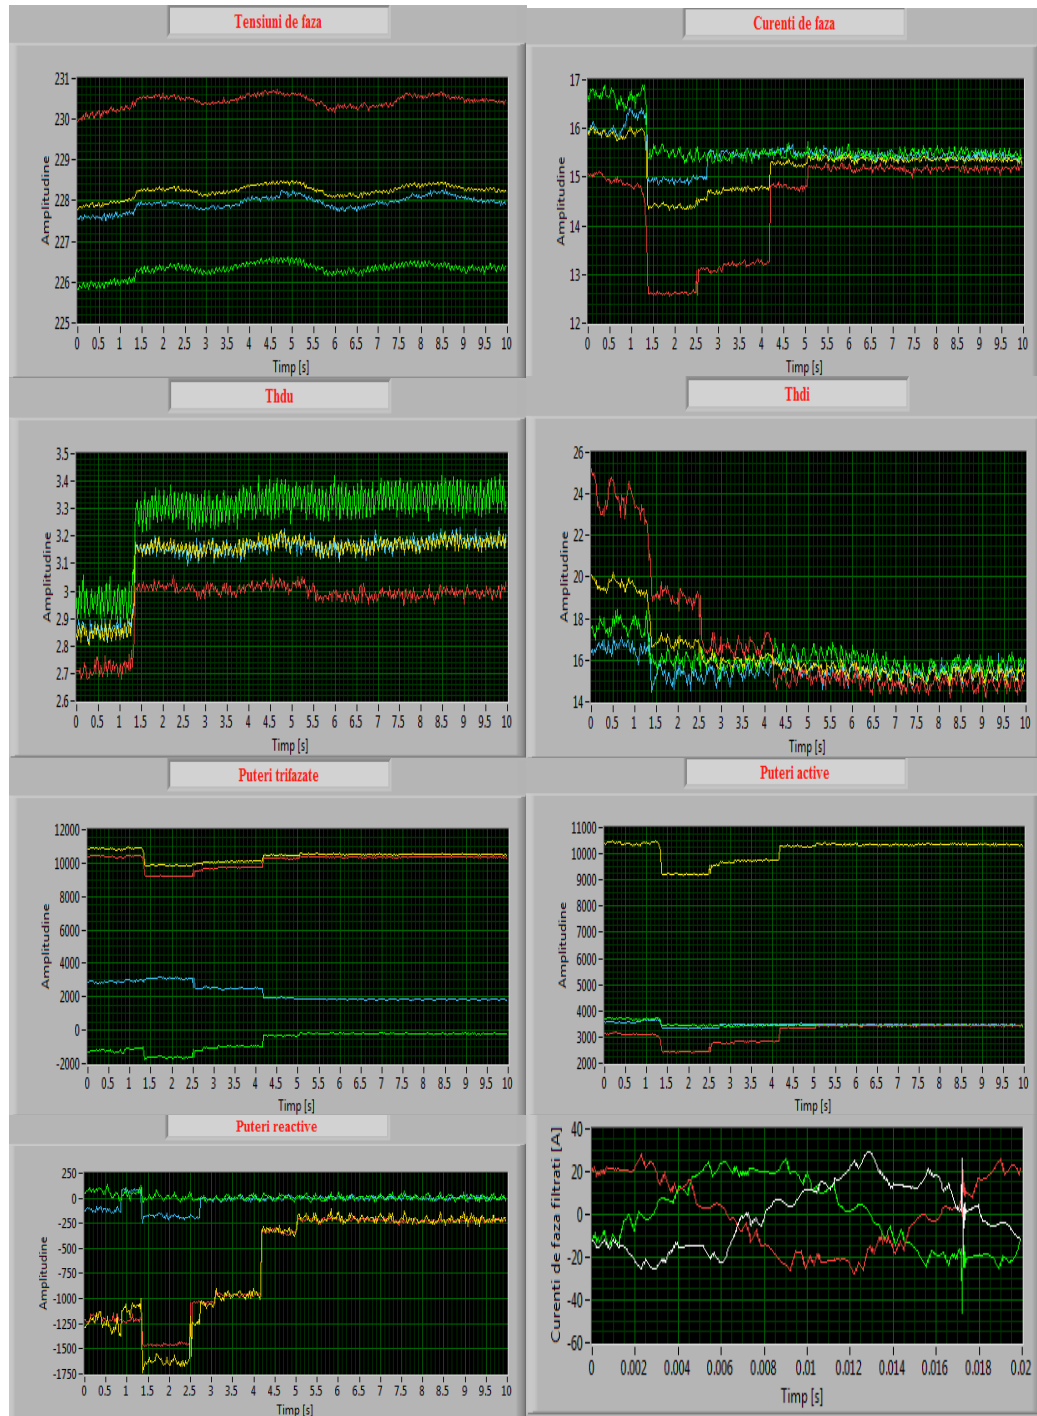 Tensiuni de faza
Amplitudine
231
230
229
228
227
226
225
0 0.5 1 1.5 2 2.5 3 3.5 4 4.5 5 5.5 6 6.5 7 7.5 8 8.5 9 9.5 10
Timp [s]
Curenti de faza
Amplitudine
17
16
15
14
13
12
0 0.5 1 1.5 2 2.5 3 3.5 4 4.5 5 5.5 6 6.5 7 7.5 8 8.5 9 9.5 10
Timp [s]
Thdu
Amplitudine
3.5
3.4
3.3
3.2
3.1
3
2.9
2.8
2.7
2.6
0 0.5 1 1.5 2 2.5 3 3.5 4 4.5 5 5.5 6 6.5 7 7.5 8 8.5 9 9.5 10
Timp [s]
Thdi
Amplitudine
26
24
22
20
18
16
14
0 0.5 1 1.5 2 2.5 3 3.5 4 4.5 5 5.5 6 6.5 7 7.5 8 8.5 9 9.5 10
Timp [s]
Puteri trifazate
Amplitudine
12000
10000
8000
6000
4000
2000
0
-2000
0 0.5 1 1.5 2 2.5 3 3.5 4 4.5 5 5.5 6 6.5 7 7.5 8 8.5 9 9.5 10
Timp [s]
Puteri active
Amplitudine
11000
10000
9000
8000
7000
6000
5000
4000
3000
2000
0 0.5 1 1.5 2 2.5 3 3.5 4 4.5 5 5.5 6 6.5 7 7.5 8 8.5 9 9.5 10
Timp [s]
Puteri reactive
Amplitudine
250
0
-250
-500
-750
-1000
-1250
-1500
-1750
0 0.5 1 1.5 2 2.5 3 3.5 4 4.5 5 5.5 6 6.5 7 7.5 8 8.5 9 9.5 10
Timp [s]
Curenti de faza filtrati [A]
40
20
0
-20
-40
-60
0 0.002 0.004 0.006 0.008 0.01 0.012 0.014 0.016 0.018 0.02
Timp [s]